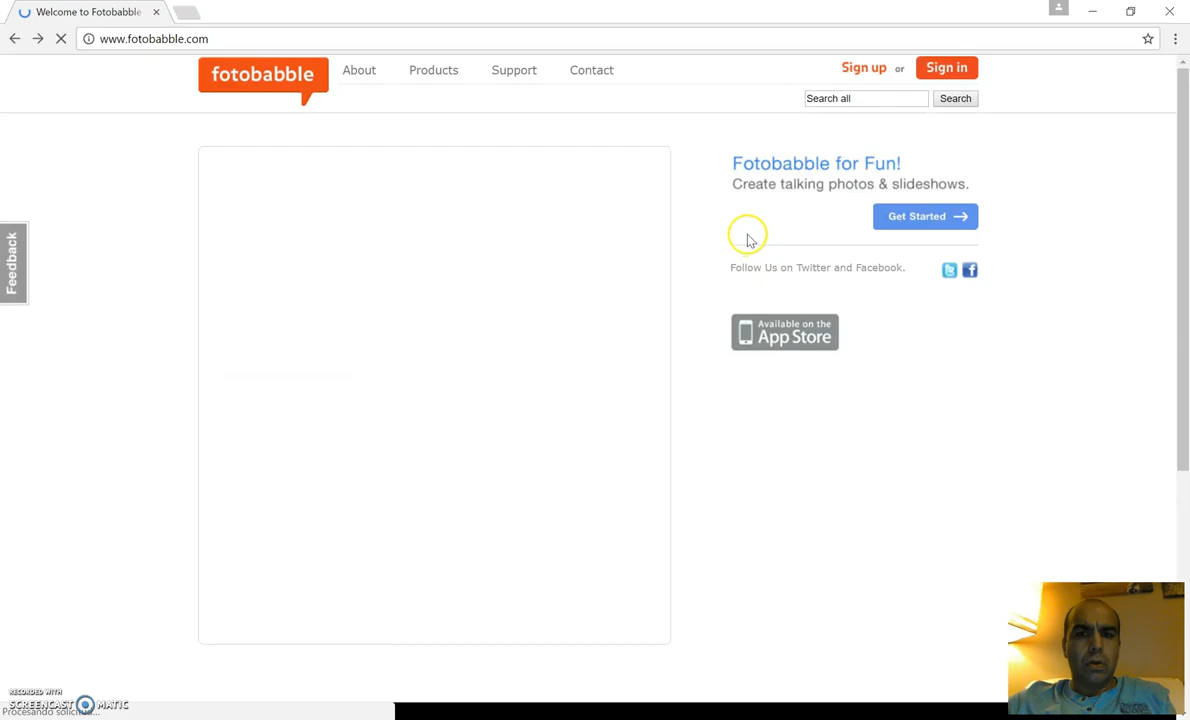 Welcome to Fotobabble
www.fotobabble.com
fotobabble
About
Products
Support
Contact
Sign up or Sign in
Search all
Search
Fotobabble for Fun!
Create talking photos & slideshows.
Get Started
Follow Us on Twitter and Facebook.
Available on the
App Store
Feedback
RECORDED WITH
SCREENCAST MATIC
Procesando solicitud...